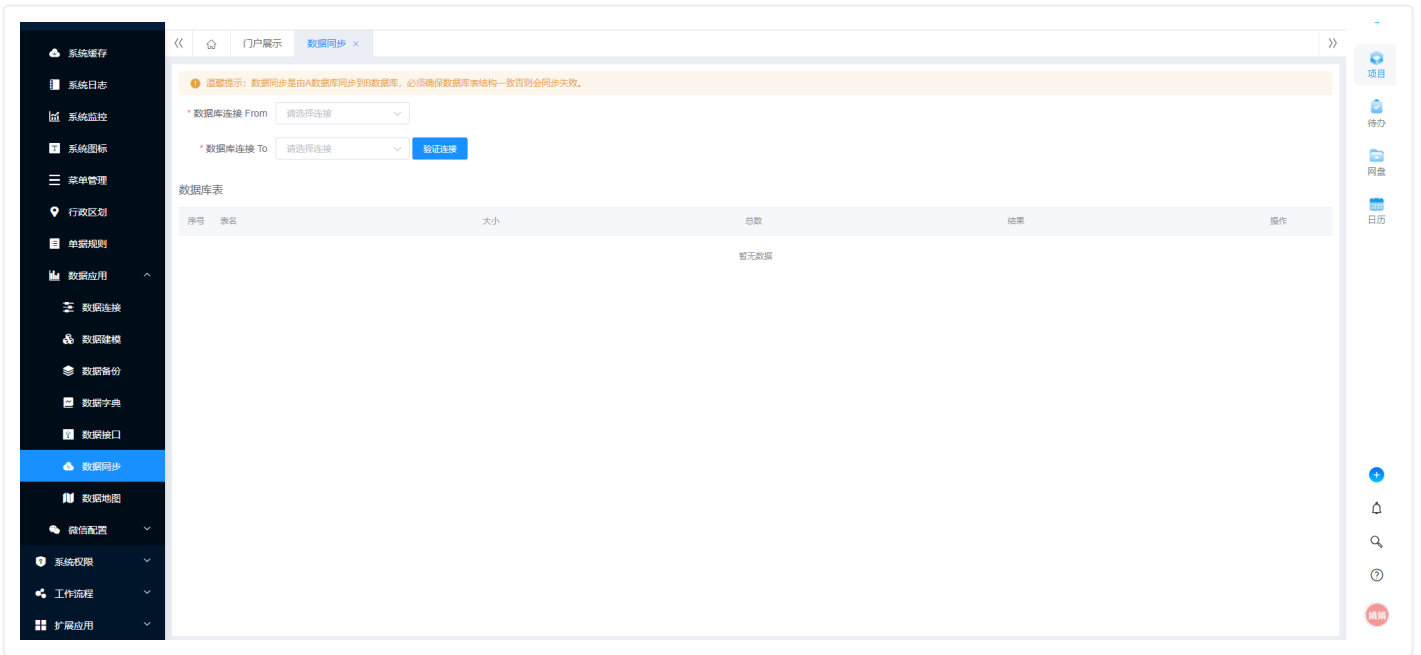 系统缓存
系统日志
系统监控
系统图标
菜单管理
行政区划
单据规则
数据应用
数据连接
数据建模
数据备份
数据字典
数据接口
数据同步
数据地图
微信配置
系统权限
工作流程
扩展应用
门户展示 数据同步 ×
温馨提示：数据同步是由A数据库同步到B数据库，必须确保数据库表结构一致否则会同步失败。
* 数据库连接 From 请选择连接
* 数据库连接 To 请选择连接 验证连接
数据库表
序号 表名 大小 总数 结果 操作
暂无数据
项目
待办
网盘
日历
娟娟